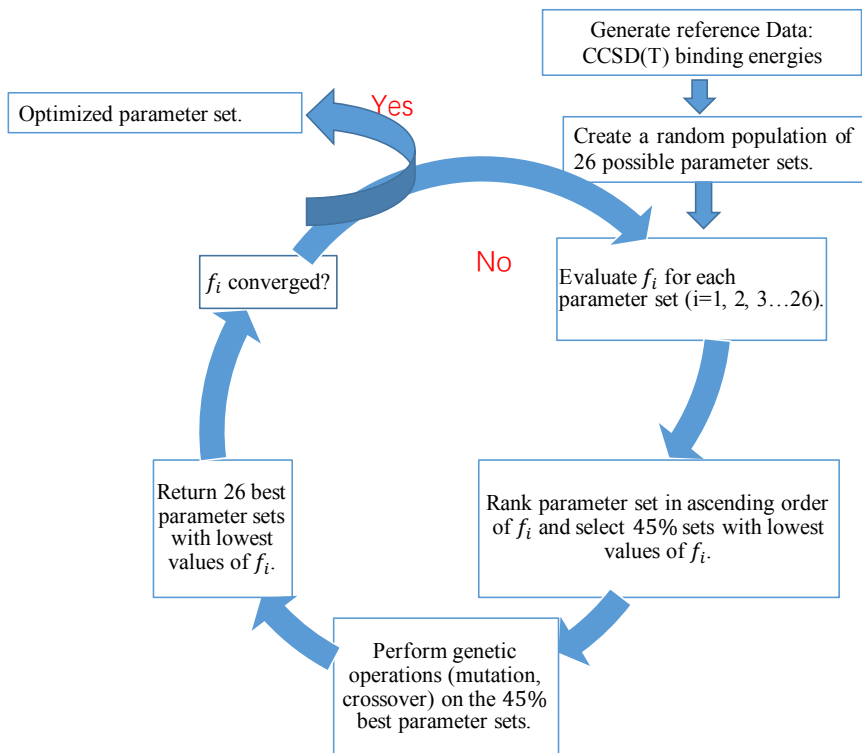 Generate reference Data:
CCSD(T) binding energies
Yes
Optimized parameter set.
Create a random population of
26 possible parameter sets.
No
Evaluate f_i for each
parameter set (i=1, 2, 3…26).
f_i converged?
Rank parameter set in ascending order
of f_i and select 45% sets with lowest
values of f_i.
Return 26 best
parameter sets
with lowest
values of f_i.
Perform genetic
operations (mutation,
crossover) on the 45%
best parameter sets.